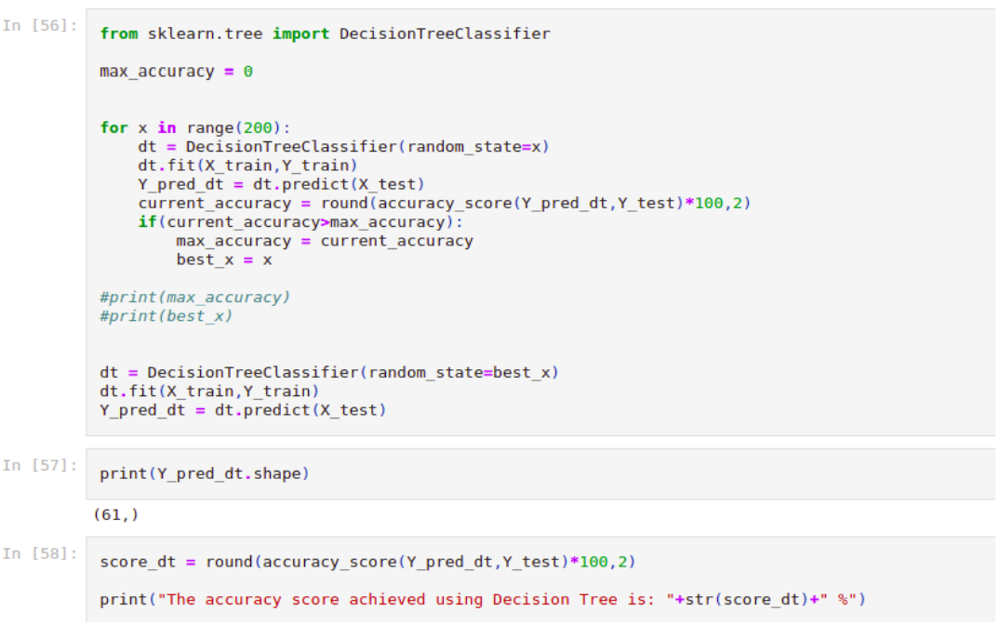 In [56]:
from sklearn.tree import DecisionTreeClassifier
max_accuracy = 0
for x in range(200):
    dt = DecisionTreeClassifier(random_state=x)
    dt.fit(X_train,Y_train)
    Y_pred_dt = dt.predict(X_test)
    current_accuracy = round(accuracy_score(Y_pred_dt,Y_test)*100,2)
    if(current_accuracy>max_accuracy):
        max_accuracy = current_accuracy
        best_x = x
#print(max_accuracy)
#print(best_x)
dt = DecisionTreeClassifier(random_state=best_x)
dt.fit(X_train,Y_train)
Y_pred_dt = dt.predict(X_test)
In [57]:
print(Y_pred_dt.shape)
(61,)
In [58]:
score_dt = round(accuracy_score(Y_pred_dt,Y_test)*100,2)
print("The accuracy score achieved using Decision Tree is: "+str(score_dt)+" %")